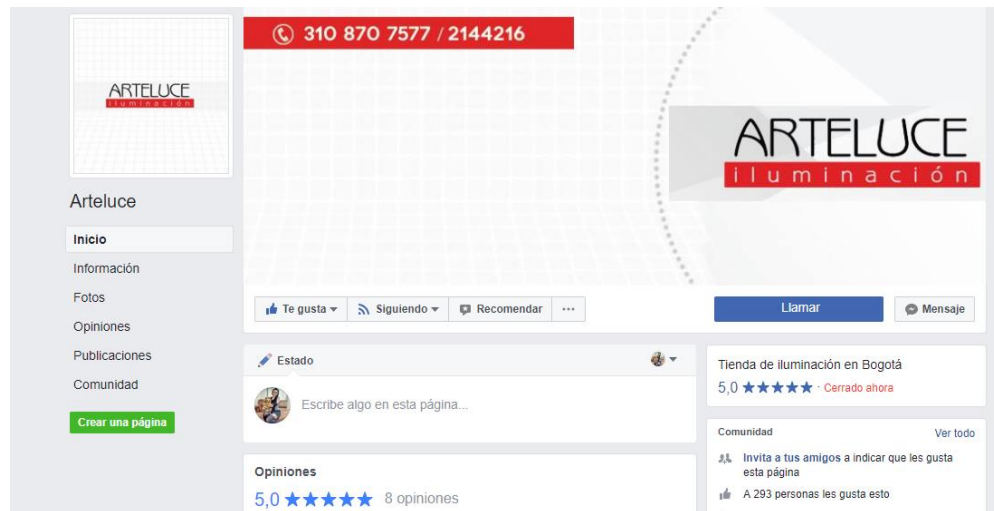 310 870 7577 / 2144216
ARTELUCE
iluminación
ARTELUCE
iluminación
Arteluce
Inicio
Información
Fotos
Opiniones
Publicaciones
Comunidad
Crear una página
Te gusta Siguiendo Recomendar ...
Llamar Mensaje
Estado
Escribe algo en esta página...
Opiniones
5,0 ★★★★★ 8 opiniones
Tienda de iluminación en Bogotá
5,0 ★★★★★ · Cerrado ahora
Comunidad Ver todo
Invita a tus amigos a indicar que les gusta
esta página
A 293 personas les gusta esto